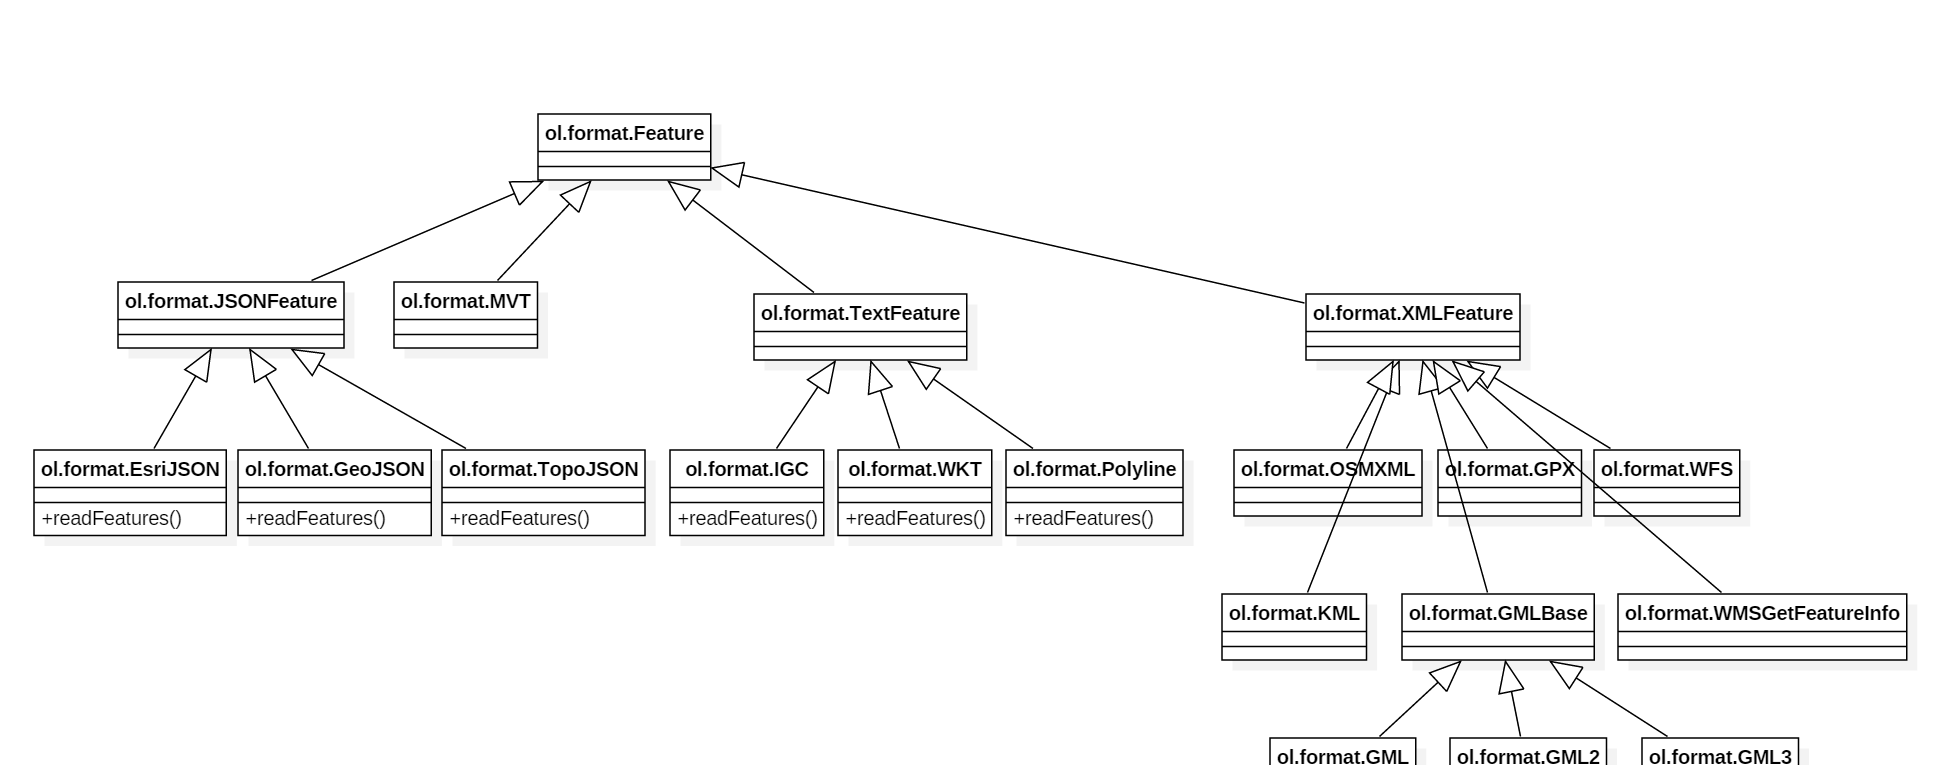 ol.format.Feature
ol.format.JSONFeature
ol.format.MVT
ol.format.TextFeature
ol.format.XMLFeature
ol.format.EsriJSON
+readFeatures()
ol.format.GeoJSON
+readFeatures()
ol.format.TopoJSON
+readFeatures()
ol.format.IGC
+readFeatures()
ol.format.WKT
+readFeatures()
ol.format.Polyline
+readFeatures()
ol.format.OSMXML
ol.format.GPX
ol.format.WFS
ol.format.KML
ol.format.GMLBase
ol.format.WMSGetFeatureInfo
ol.format.GML
ol.format.GML2
ol.format.GML3